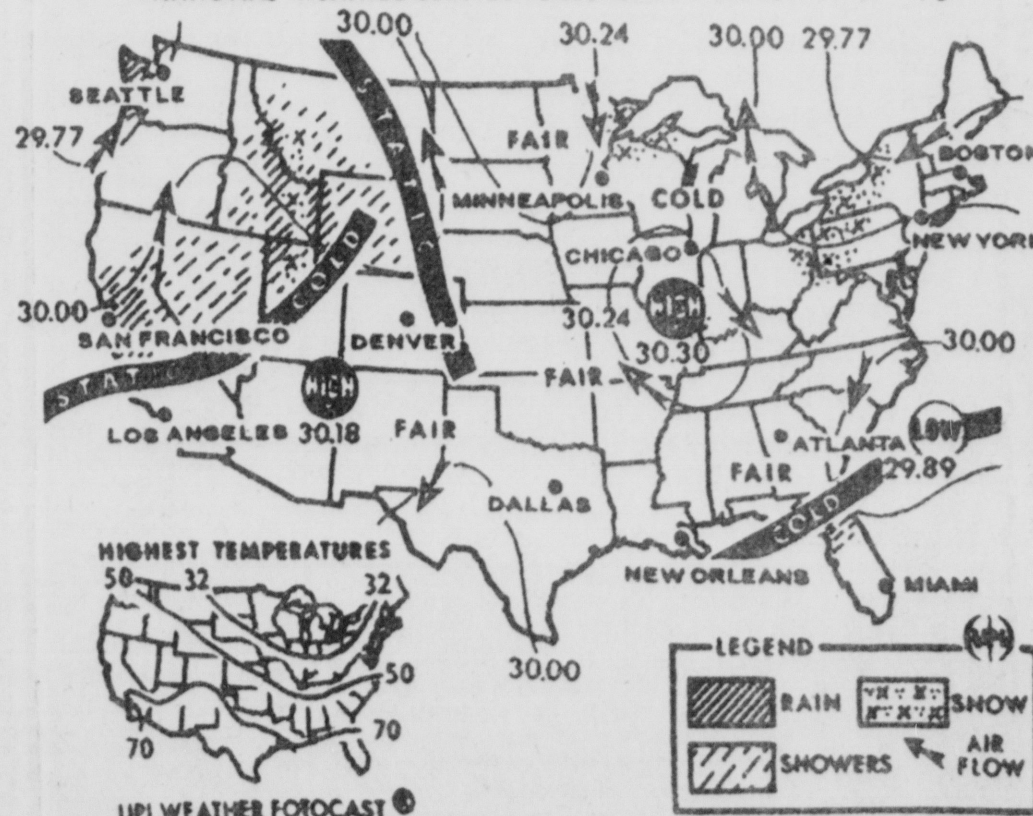 30.00 30.24 30.00 29.77
SEATTLE
STATIC
FAIR
29.77
BOSTON
MINNEAPOLIS COLD
NEW YORK
CHICAGO
COLD
30.00
HIGH
30.24
SAN FRANCISCO DENVER
30.30
30.00
STATIC
HIGH
FAIR
LOS ANGELES 30.18 FAIR
ATLANTA LOW
FAIR 29.89
DALLAS
COLD
NEW ORLEANS
MIAMI
HIGHEST TEMPERATURES
50 32 32
50
70 70
30.00
UPI WEATHER FOTOCAST
LEGEND UPI
RAIN SNOW
SHOWERS AIR FLOW